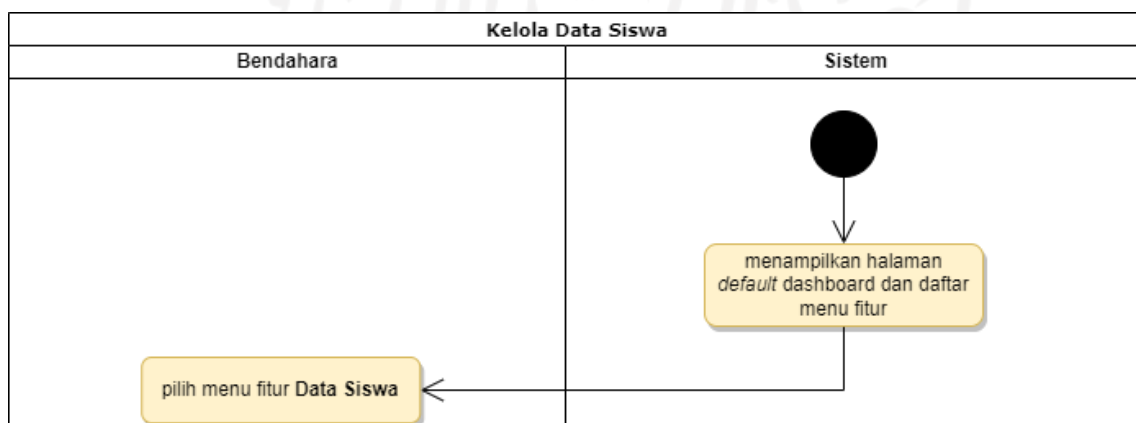 Kelola Data Siswa
Bendahara
Sistem
menampilkan halaman
default dashboard dan daftar
menu fitur
pilih menu fitur Data Siswa